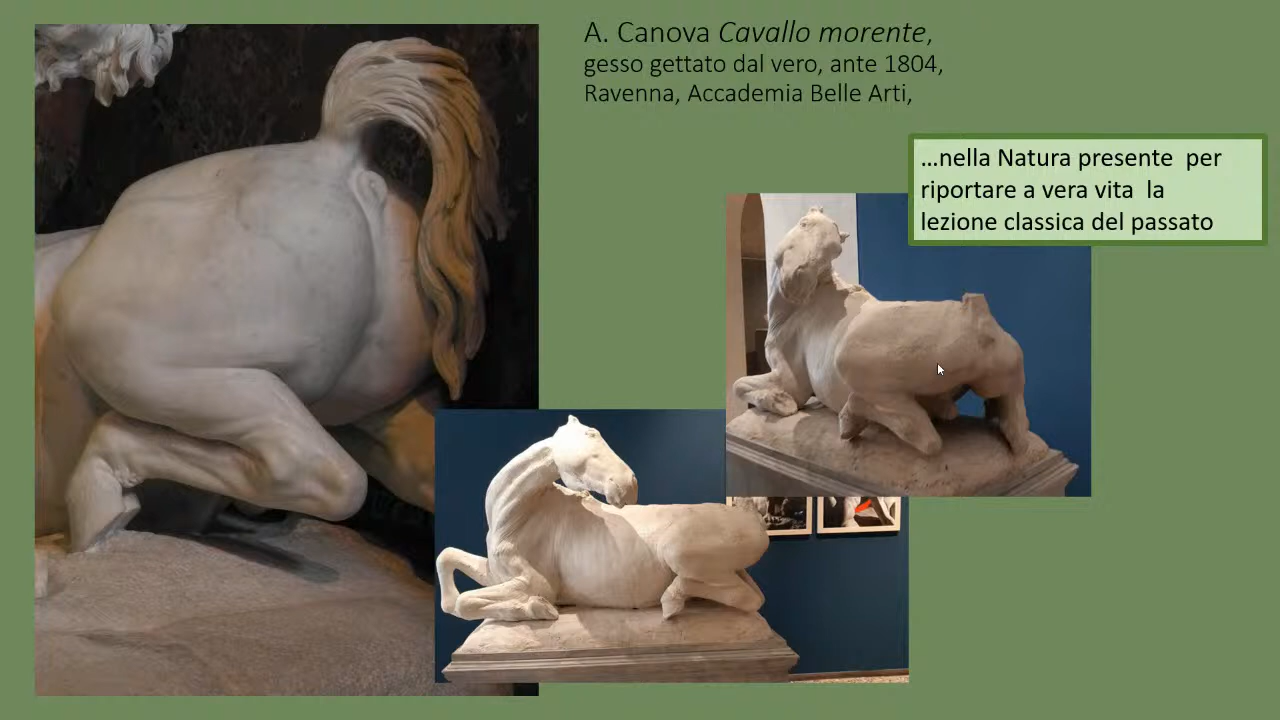 A. Canova Cavallo morente,
gesso gettato dal vero, ante 1804,
Ravenna, Accademia Belle Arti,
…nella Natura presente  per
riportare a vera vita  la
lezione classica del passato